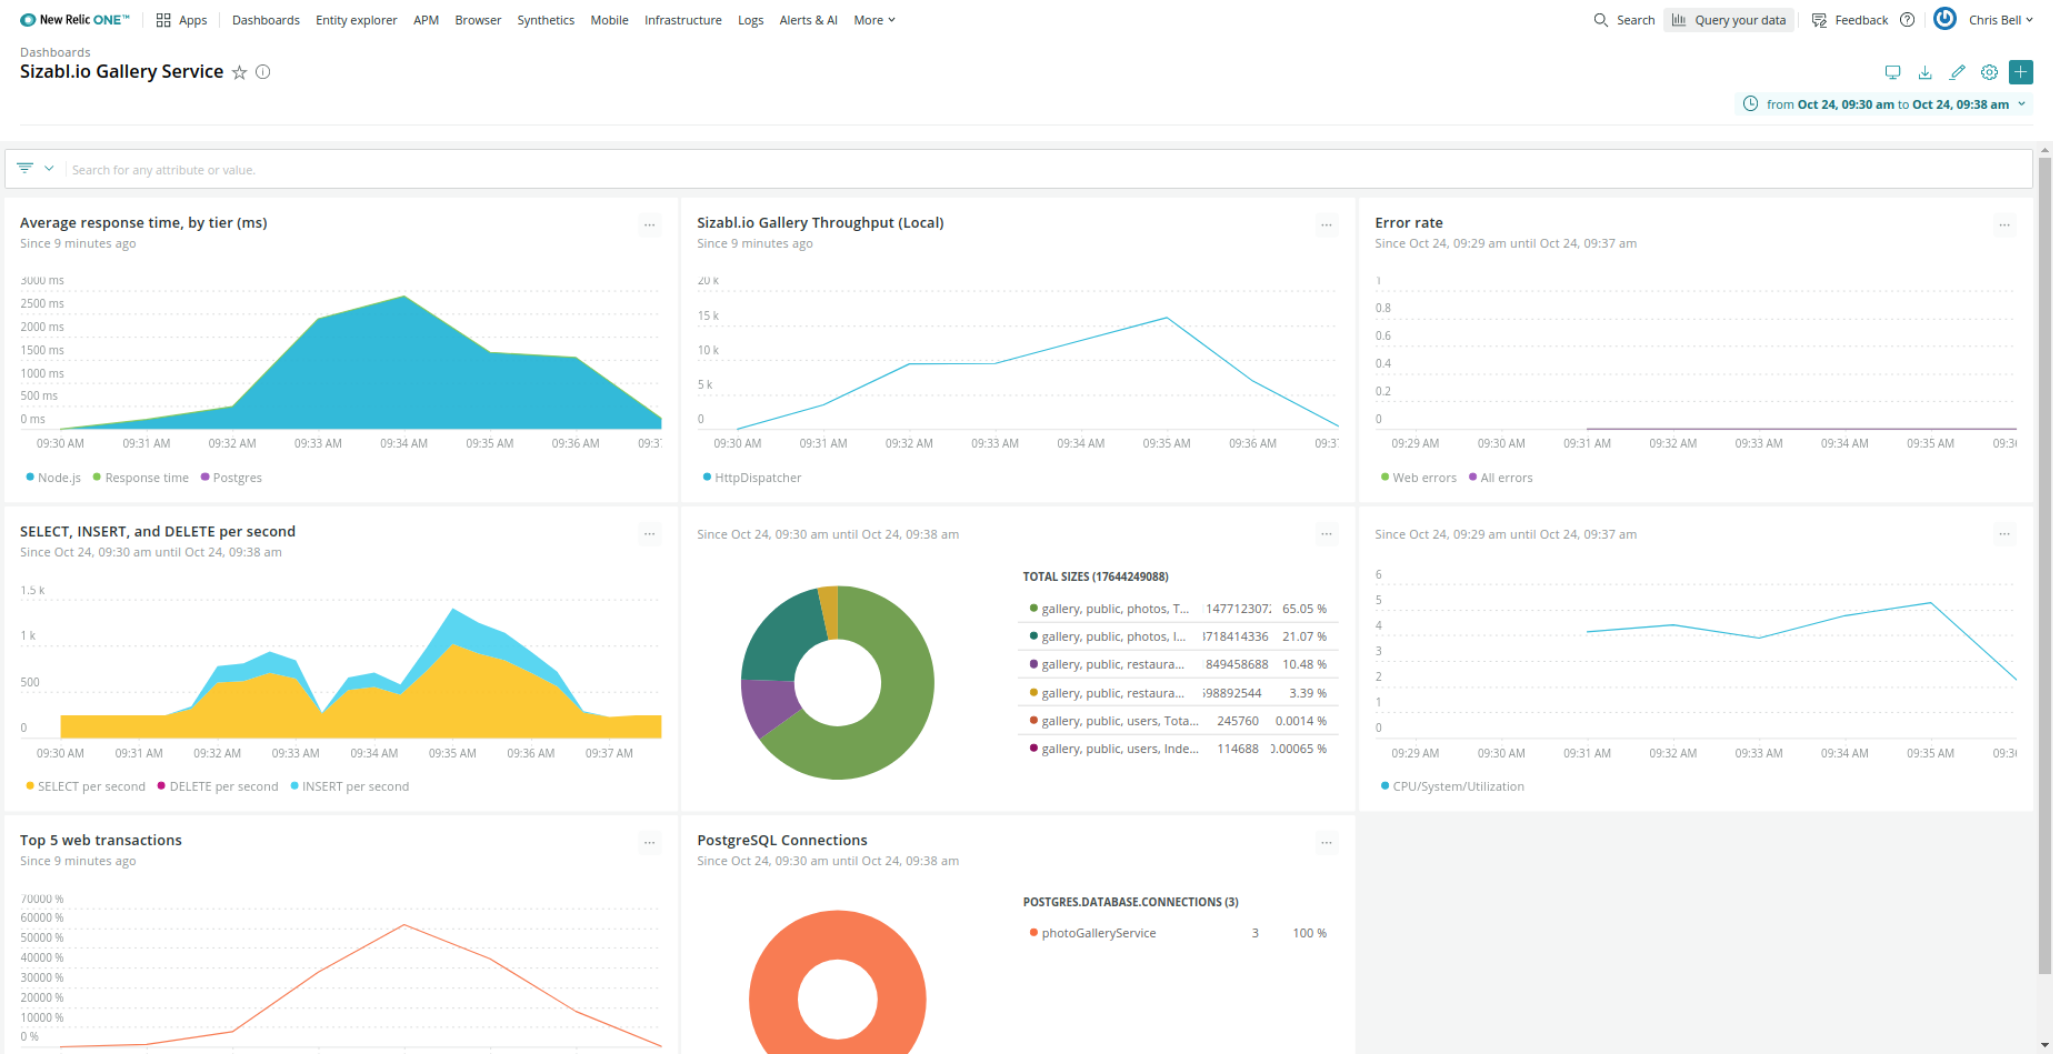 New Relic ONE™ Apps Dashboards Entity explorer APM Browser Synthetics Mobile Infrastructure Logs Alerts & AI More Search Query your data Feedback Chris Bell
Dashboards
Sizabl.io Gallery Service
from Oct 24, 09:30 am to Oct 24, 09:38 am
Search for any attribute or value.
Average response time, by tier (ms)
Since 9 minutes ago
3000 ms
2500 ms
2000 ms
1500 ms
1000 ms
500 ms
0 ms
09:30 AM 09:31 AM 09:32 AM 09:33 AM 09:34 AM 09:35 AM 09:36 AM
Node.js Response time Postgres
Sizabl.io Gallery Throughput (Local)
Since 9 minutes ago
20 k
15 k
10 k
5 k
0
09:30 AM 09:31 AM 09:32 AM 09:33 AM 09:34 AM 09:35 AM 09:36 AM
HttpDispatcher
Error rate
Since Oct 24, 09:29 am until Oct 24, 09:37 am
1
0.8
0.6
0.4
0.2
0
09:29 AM 09:30 AM 09:31 AM 09:32 AM 09:33 AM 09:34 AM 09:35 AM
Web errors All errors
SELECT, INSERT, and DELETE per second
Since Oct 24, 09:30 am until Oct 24, 09:38 am
1.5 k
1 k
500
0
09:30 AM 09:31 AM 09:32 AM 09:33 AM 09:34 AM 09:35 AM 09:36 AM 09:37 AM
SELECT per second DELETE per second INSERT per second
Since Oct 24, 09:30 am until Oct 24, 09:38 am
TOTAL SIZES (17644249088)
gallery, public, photos, T... 1477123072 65.05 %
gallery, public, photos, I... 718414336 21.07 %
gallery, public, restaura... 849458688 10.48 %
gallery, public, restaura... 98892544 3.39 %
gallery, public, users, Tota... 245760 0.0014 %
gallery, public, users, Inde... 114688 0.00065 %
Since Oct 24, 09:29 am until Oct 24, 09:37 am
6
5
4
3
2
1
0
09:29 AM 09:30 AM 09:31 AM 09:32 AM 09:33 AM 09:34 AM 09:35 AM
CPU/System/Utilization
Top 5 web transactions
Since 9 minutes ago
70000 %
60000 %
50000 %
40000 %
30000 %
20000 %
10000 %
0 %
PostgreSQL Connections
Since Oct 24, 09:30 am until Oct 24, 09:38 am
POSTGRES.DATABASE.CONNECTIONS (3)
photoGalleryService 3 100 %